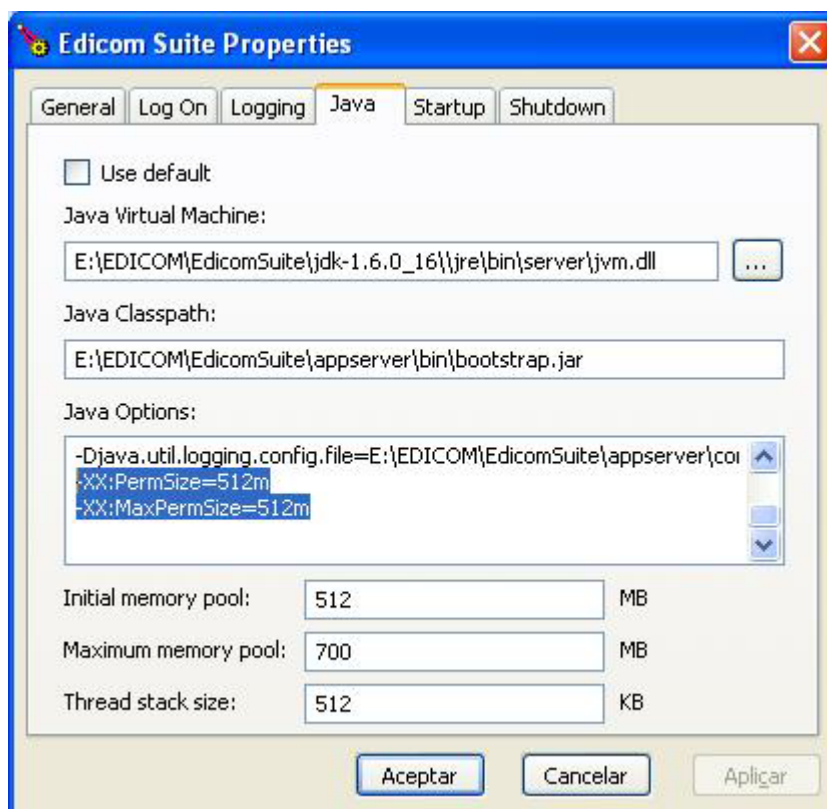 Edicom Suite Properties
General Log On Logging Java Startup Shutdown
Use default
Java Virtual Machine:
E:\EDICOM\EdicomSuite\jdk-1.6.0_16\\jre\bin\server\jvm.dll ...
Java Classpath:
E:\EDICOM\EdicomSuite\appserver\bin\bootstrap.jar
Java Options:
-Djava.util.logging.config.file=E:\EDICOM\EdicomSuite\appserver\con
-XX:PermSize=512m
-XX:MaxPermSize=512m
Initial memory pool: 512 MB
Maximum memory pool: 700 MB
Thread stack size: 512 KB
Aceptar Cancelar Aplicar